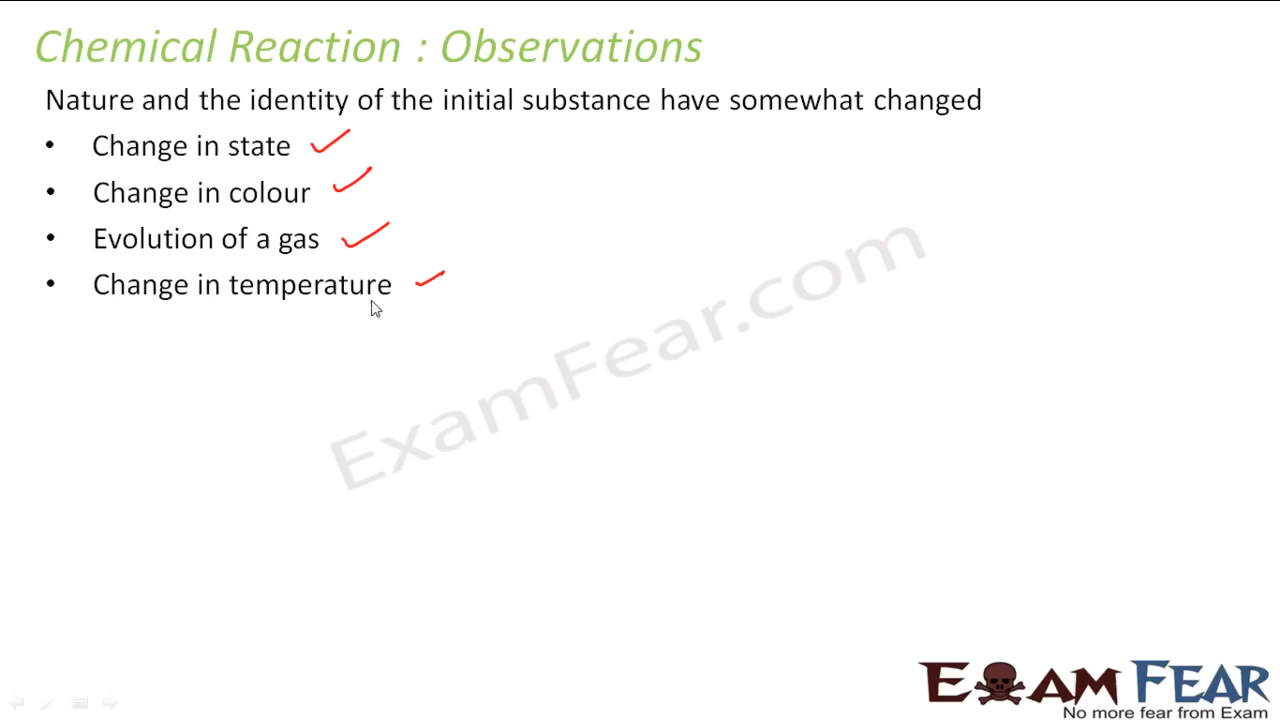 Chemical Reaction : Observations
Nature and the identity of the initial substance have somewhat changed
• Change in state
• Change in colour
• Evolution of a gas
• Change in temperature
ExamFear.com
EXAM FEAR
No more fear from Exam